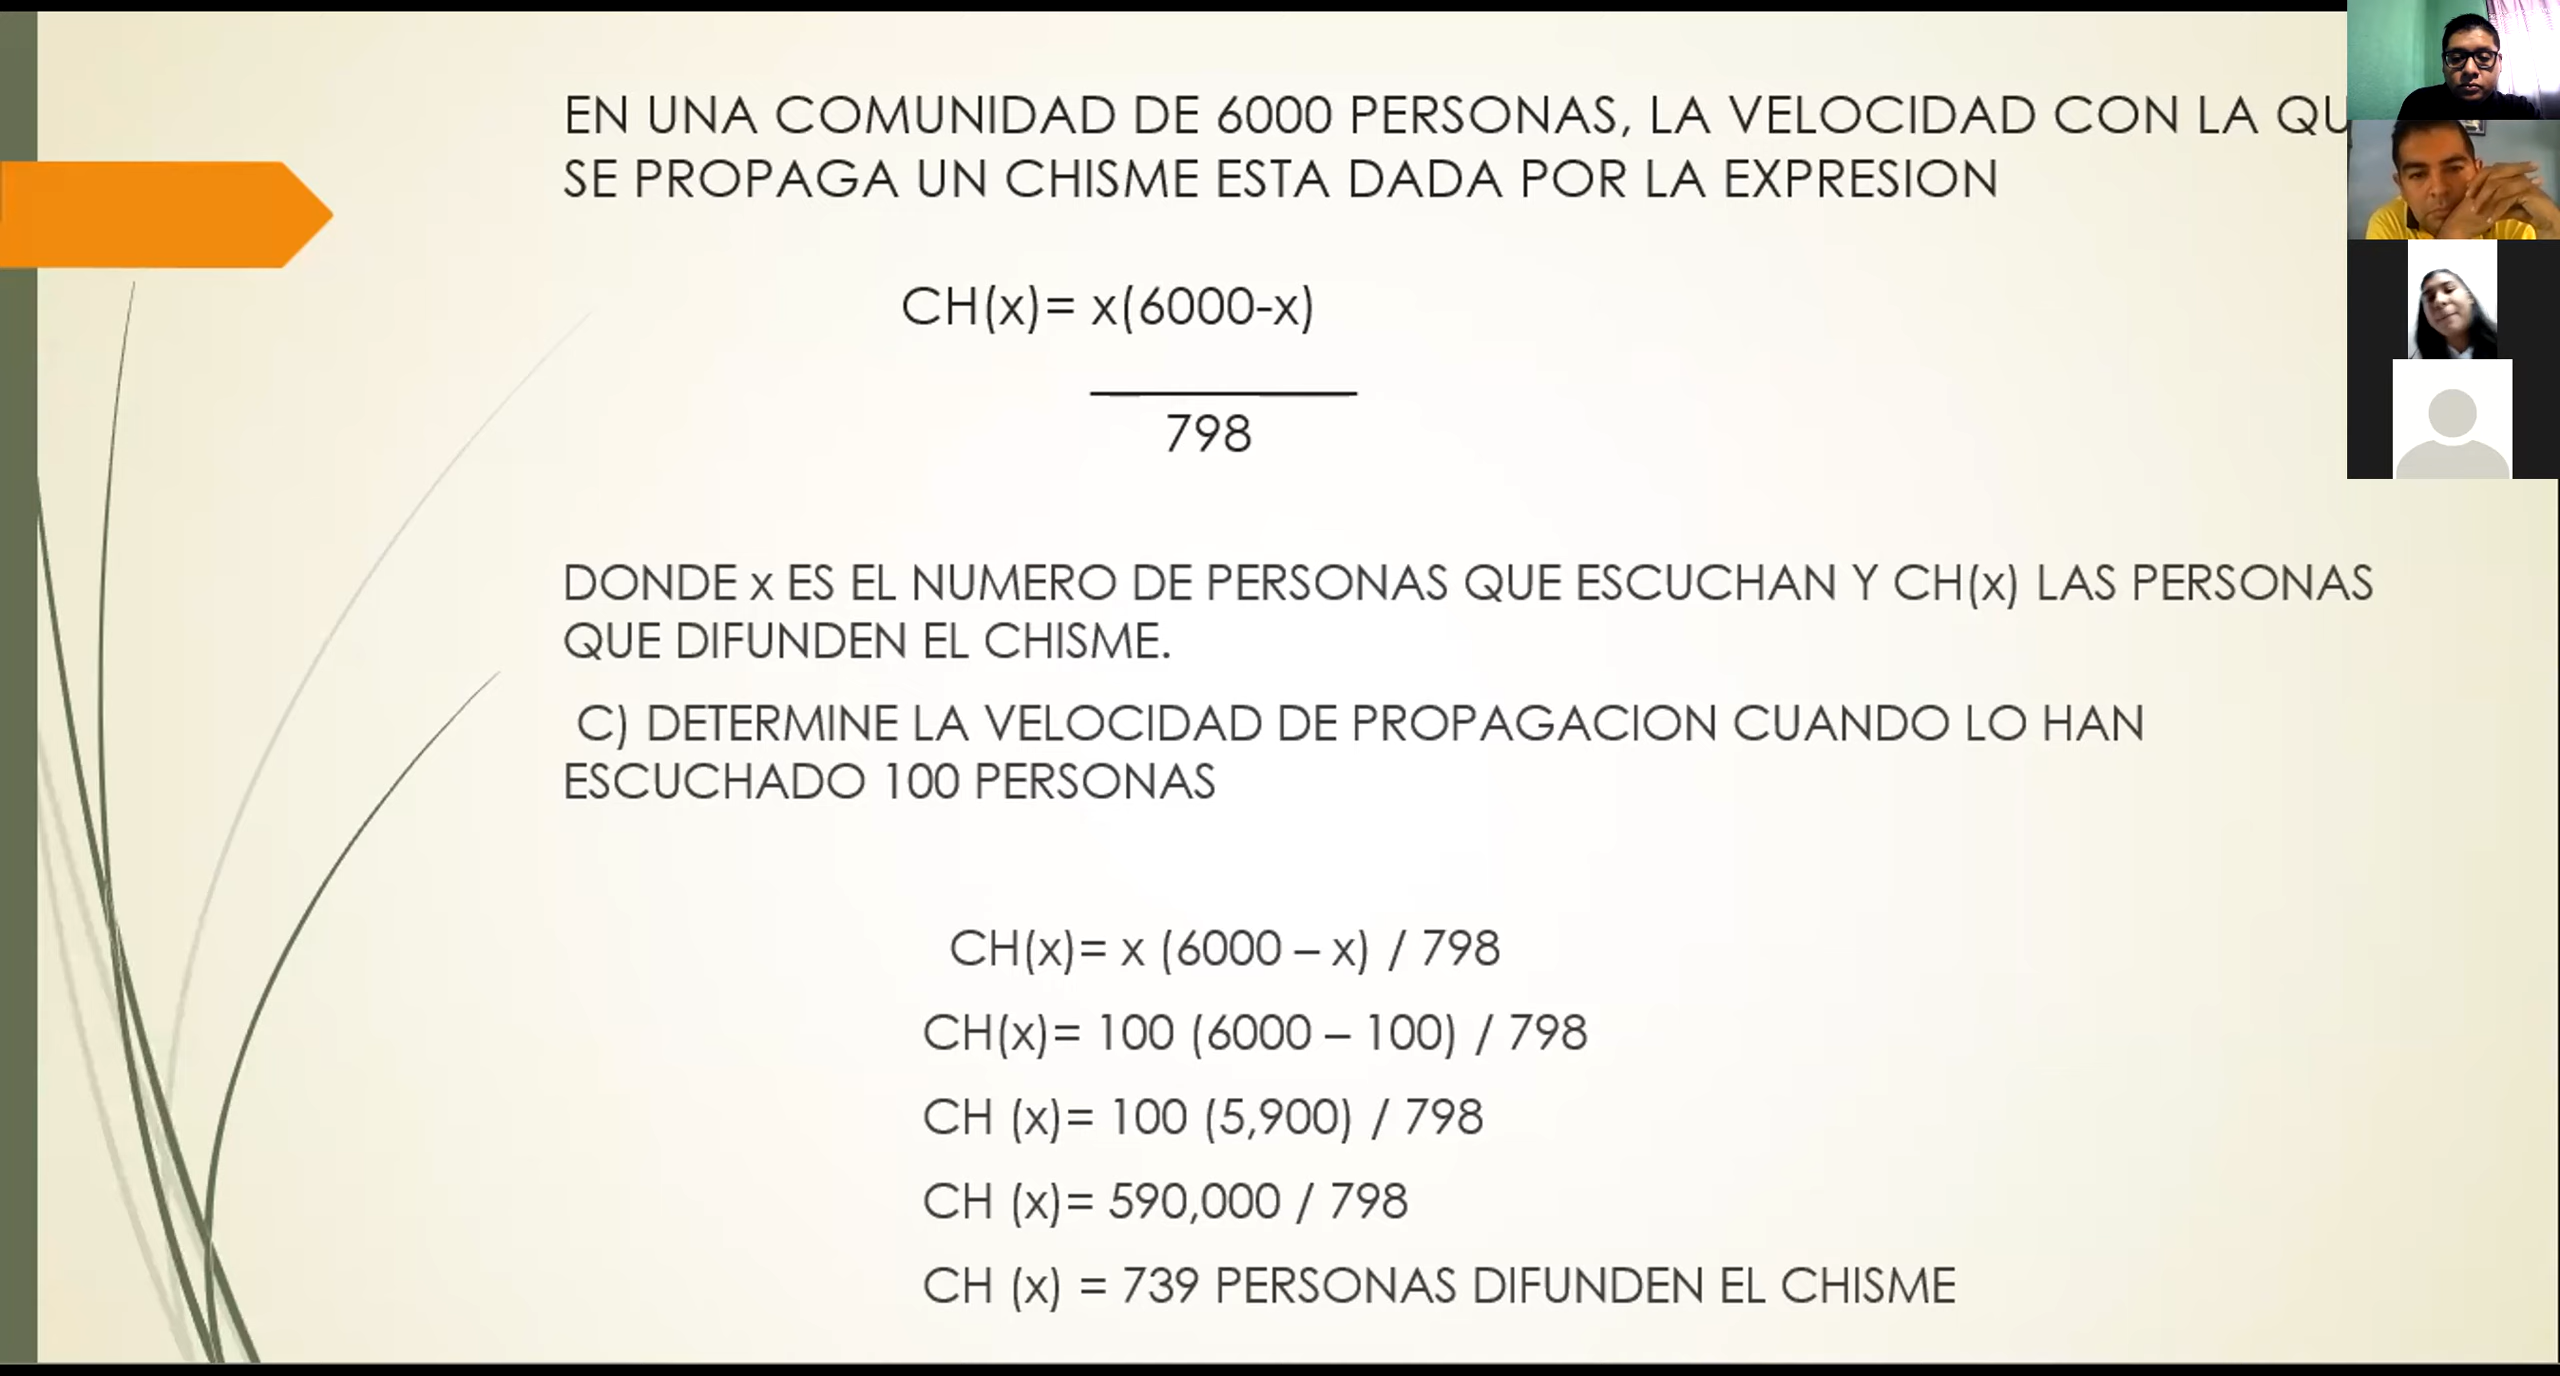 EN UNA COMUNIDAD DE 6000 PERSONAS, LA VELOCIDAD CON LA QU
SE PROPAGA UN CHISME ESTA DADA POR LA EXPRESION
CH(x)= x(6000-x)
798
DONDE x ES EL NUMERO DE PERSONAS QUE ESCUCHAN Y CH(x) LAS PERSONAS
QUE DIFUNDEN EL CHISME.
C) DETERMINE LA VELOCIDAD DE PROPAGACION CUANDO LO HAN
ESCUCHADO 100 PERSONAS
CH(x)= x (6000 – x) / 798
CH(x)= 100 (6000 – 100) / 798
CH (x)= 100 (5,900) / 798
CH (x)= 590,000 / 798
CH (x) = 739 PERSONAS DIFUNDEN EL CHISME